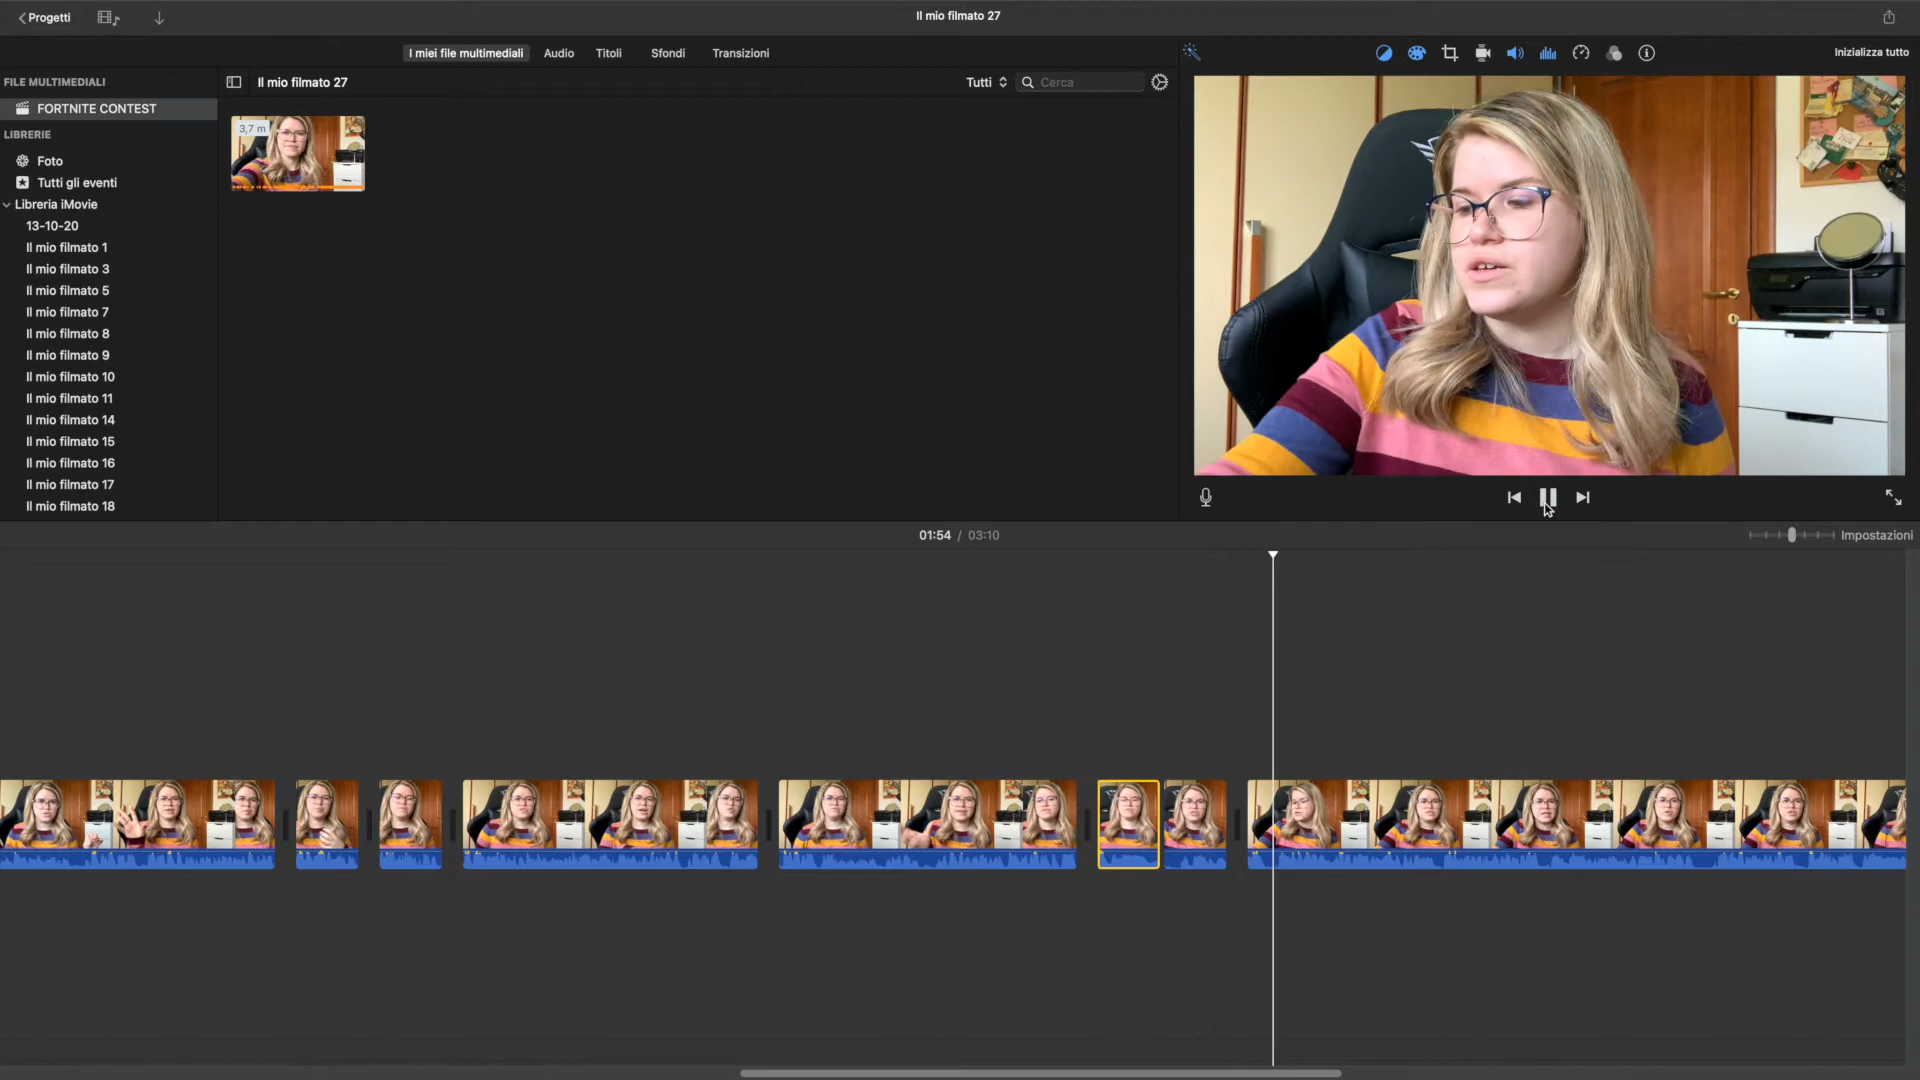 Progetti
Il mio filmato 27
I miei file multimediali
Audio
Titoli
Sfondi
Transizioni
Inizializza tutto
FILE MULTIMEDIALI
Il mio filmato 27
Tutti
Cerca
FORTNITE CONTEST
3,7 m
LIBRERIE
Foto
Tutti gli eventi
Libreria iMovie
13-10-20
Il mio filmato 1
Il mio filmato 3
Il mio filmato 5
Il mio filmato 7
Il mio filmato 8
Il mio filmato 9
Il mio filmato 10
Il mio filmato 11
Il mio filmato 14
Il mio filmato 15
Il mio filmato 16
Il mio filmato 17
Il mio filmato 18
01:54 / 03:10
Impostazioni